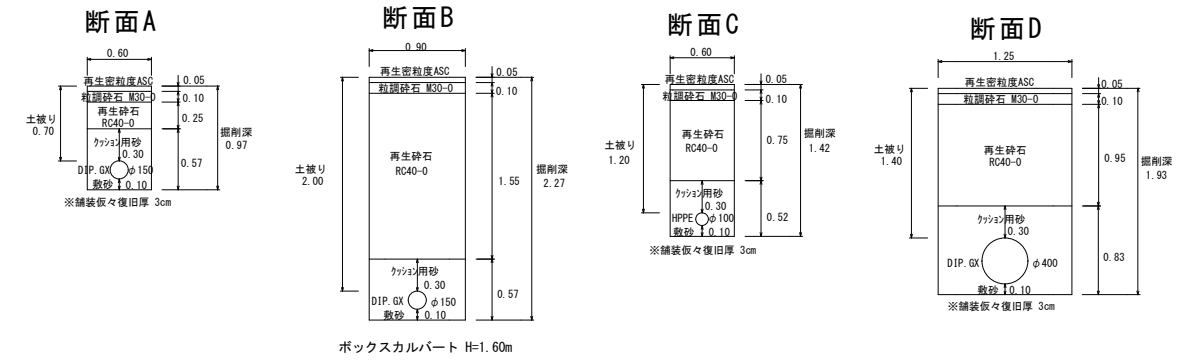 断面A
0.60
再生密粒度ASC
0.05
粒調砕石 M30-0
0.10
再生砕石
RC40-0
0.25
土被り
0.70
掘削深
0.97
クッション用砂
0.30
0.57
DIP.GX
φ150
敷砂
0.10
※舗装仮々復旧厚 3cm
断面B
0.90
再生密粒度ASC
0.05
粒調砕石 M30-0
0.10
再生砕石
RC40-0
1.55
土被り
2.00
掘削深
2.27
クッション用砂
0.30
0.57
DIP.GX
φ150
敷砂
0.10
ボックスカルバート H=1.60m
断面C
0.60
再生密粒度ASC
0.05
粒調砕石 M30-0
0.10
再生砕石
RC40-0
0.75
土被り
1.20
掘削深
1.42
クッション用砂
0.30
0.52
HPPE
φ100
敷砂
0.10
※舗装仮々復旧厚 3cm
断面D
1.25
再生密粒度ASC
0.05
粒調砕石 M30-0
0.10
再生砕石
RC40-0
0.95
土被り
1.40
掘削深
1.93
クッション用砂
0.30
0.83
DIP.GX
φ400
敷砂
0.10
※舗装仮々復旧厚 3cm